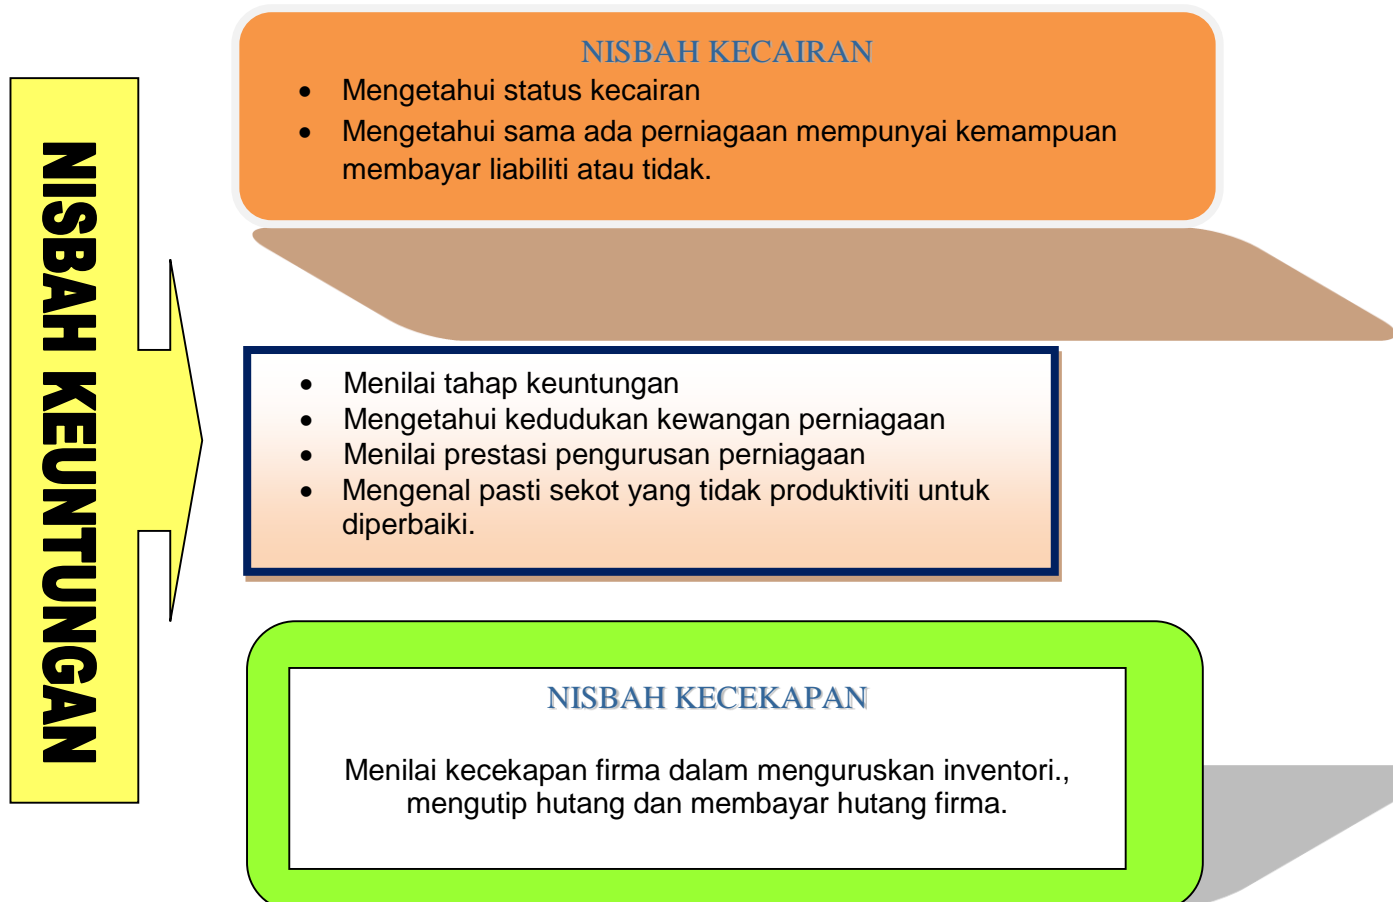 NISBAH KECAIRAN
• Mengetahui status kecairan
• Mengetahui sama ada perniagaan mempunyai kemampuan
membayar liabiliti atau tidak.
NISBAH KEUNTUNGAN
• Menilai tahap keuntungan
• Mengetahui kedudukan kewangan perniagaan
• Menilai prestasi pengurusan perniagaan
• Mengenal pasti sekot yang tidak produktiviti untuk
diperbaiki.
NISBAH KECEKAPAN
Menilai kecekapan firma dalam menguruskan inventori.,
mengutip hutang dan membayar hutang firma.